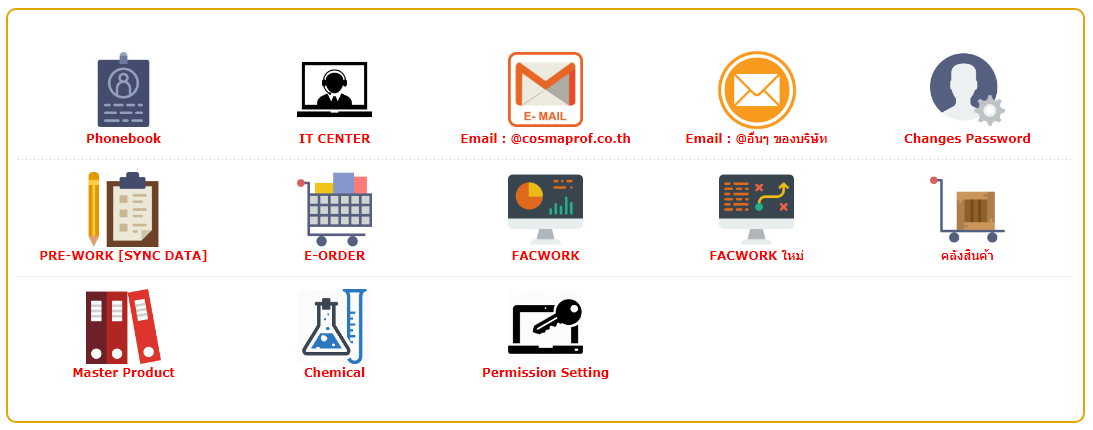 Phonebook
IT CENTER
E- MAIL
Email : @cosmaprof.co.th
Email : @อื่นๆ ของบริษัท
Changes Password
PRE-WORK [SYNC DATA]
E-ORDER
FACWORK
FACWORK ใหม่
คลังสินค้า
Master Product
Chemical
Permission Setting